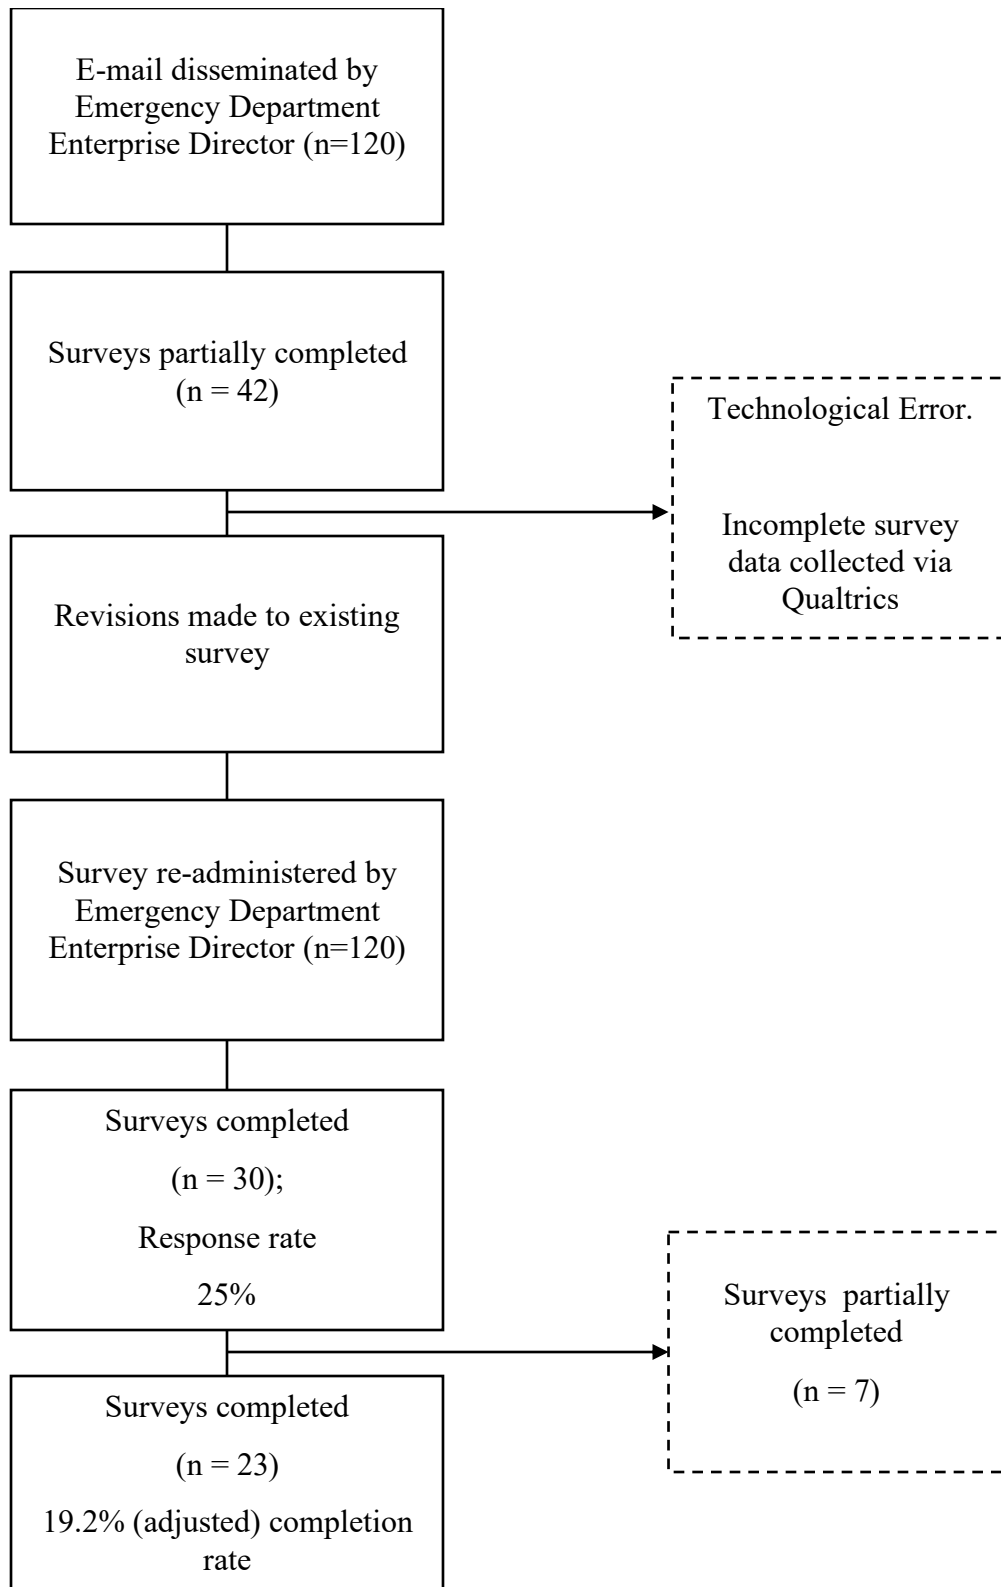 E-mail disseminated by
Emergency Department
Enterprise Director (n=120)
Surveys partially completed
(n = 42)
Technological Error.
Incomplete survey
data collected via
Qualtrics
Revisions made to existing
survey
Survey re-administered by
Emergency Department
Enterprise Director (n=120)
Surveys completed
(n = 30);
Response rate
25%
Surveys  partially
completed
(n = 7)
Surveys completed
(n = 23)
19.2% (adjusted) completion
rate